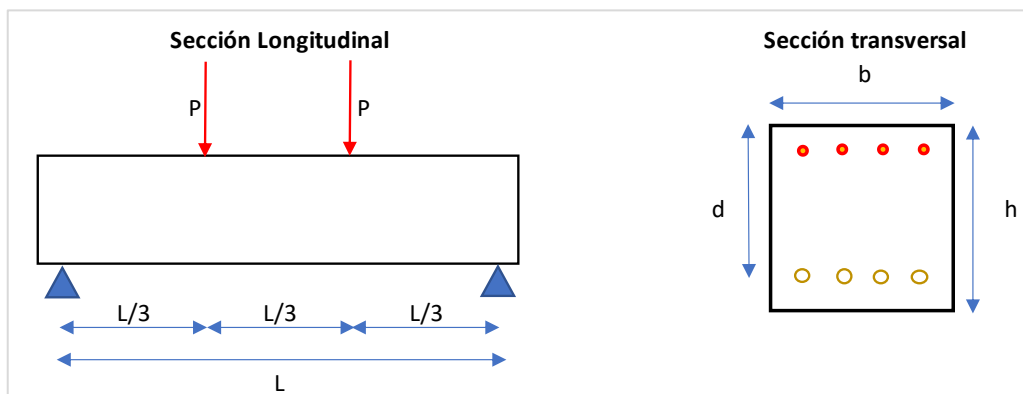 Sección Longitudinal
P
P
L/3
L/3
L/3
L
Sección transversal
b
d
h